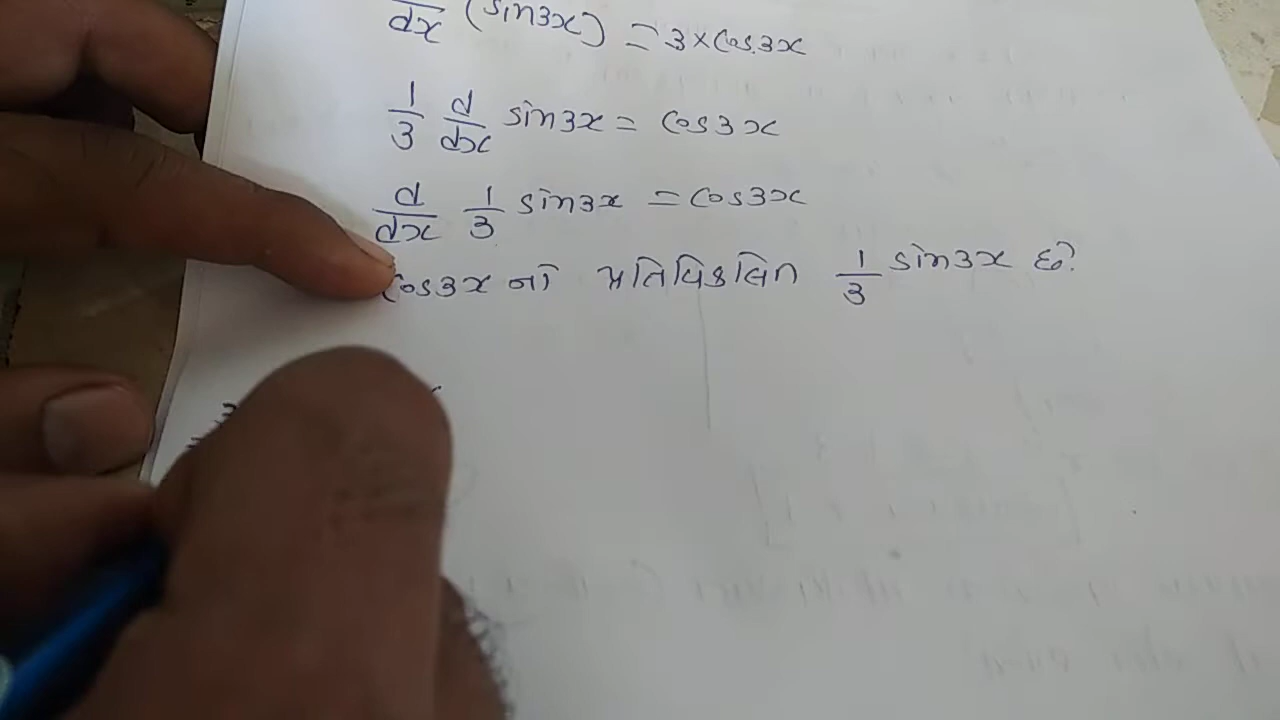 d/dx (sin3x) = 3×cos3x
1/3 d/dx sin3x = cos3x
d/dx 1/3 sin3x = cos3x
cos3x નો પ્રતિવિકલિત 1/3 sin3x છે.